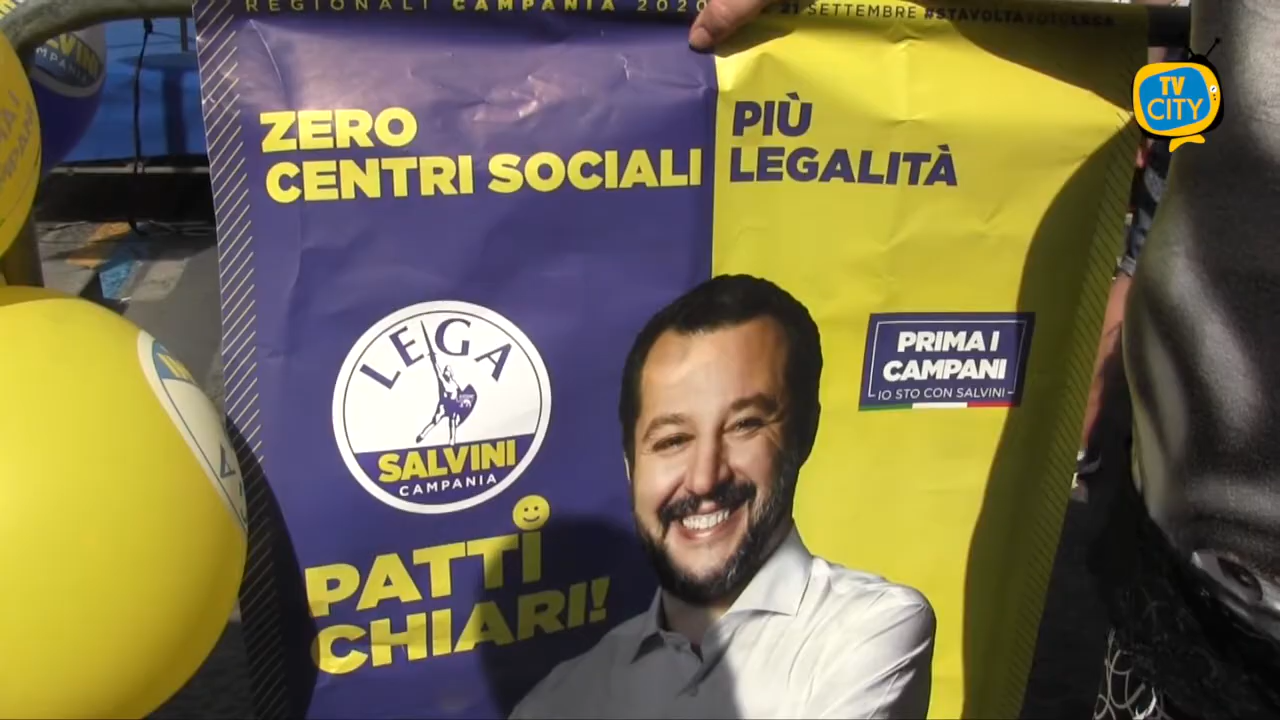 REGIONALI CAMPANIA 2020
21 SETTEMBRE #STAVOLTAVOTOLEGA
TV
CITY
ZERO
CENTRI SOCIALI
PIÙ
LEGALITÀ
LEGA
SALVINI
CAMPANIA
PRIMA I
CAMPANI
IO STO CON SALVINI
PATTI
CHIARI!